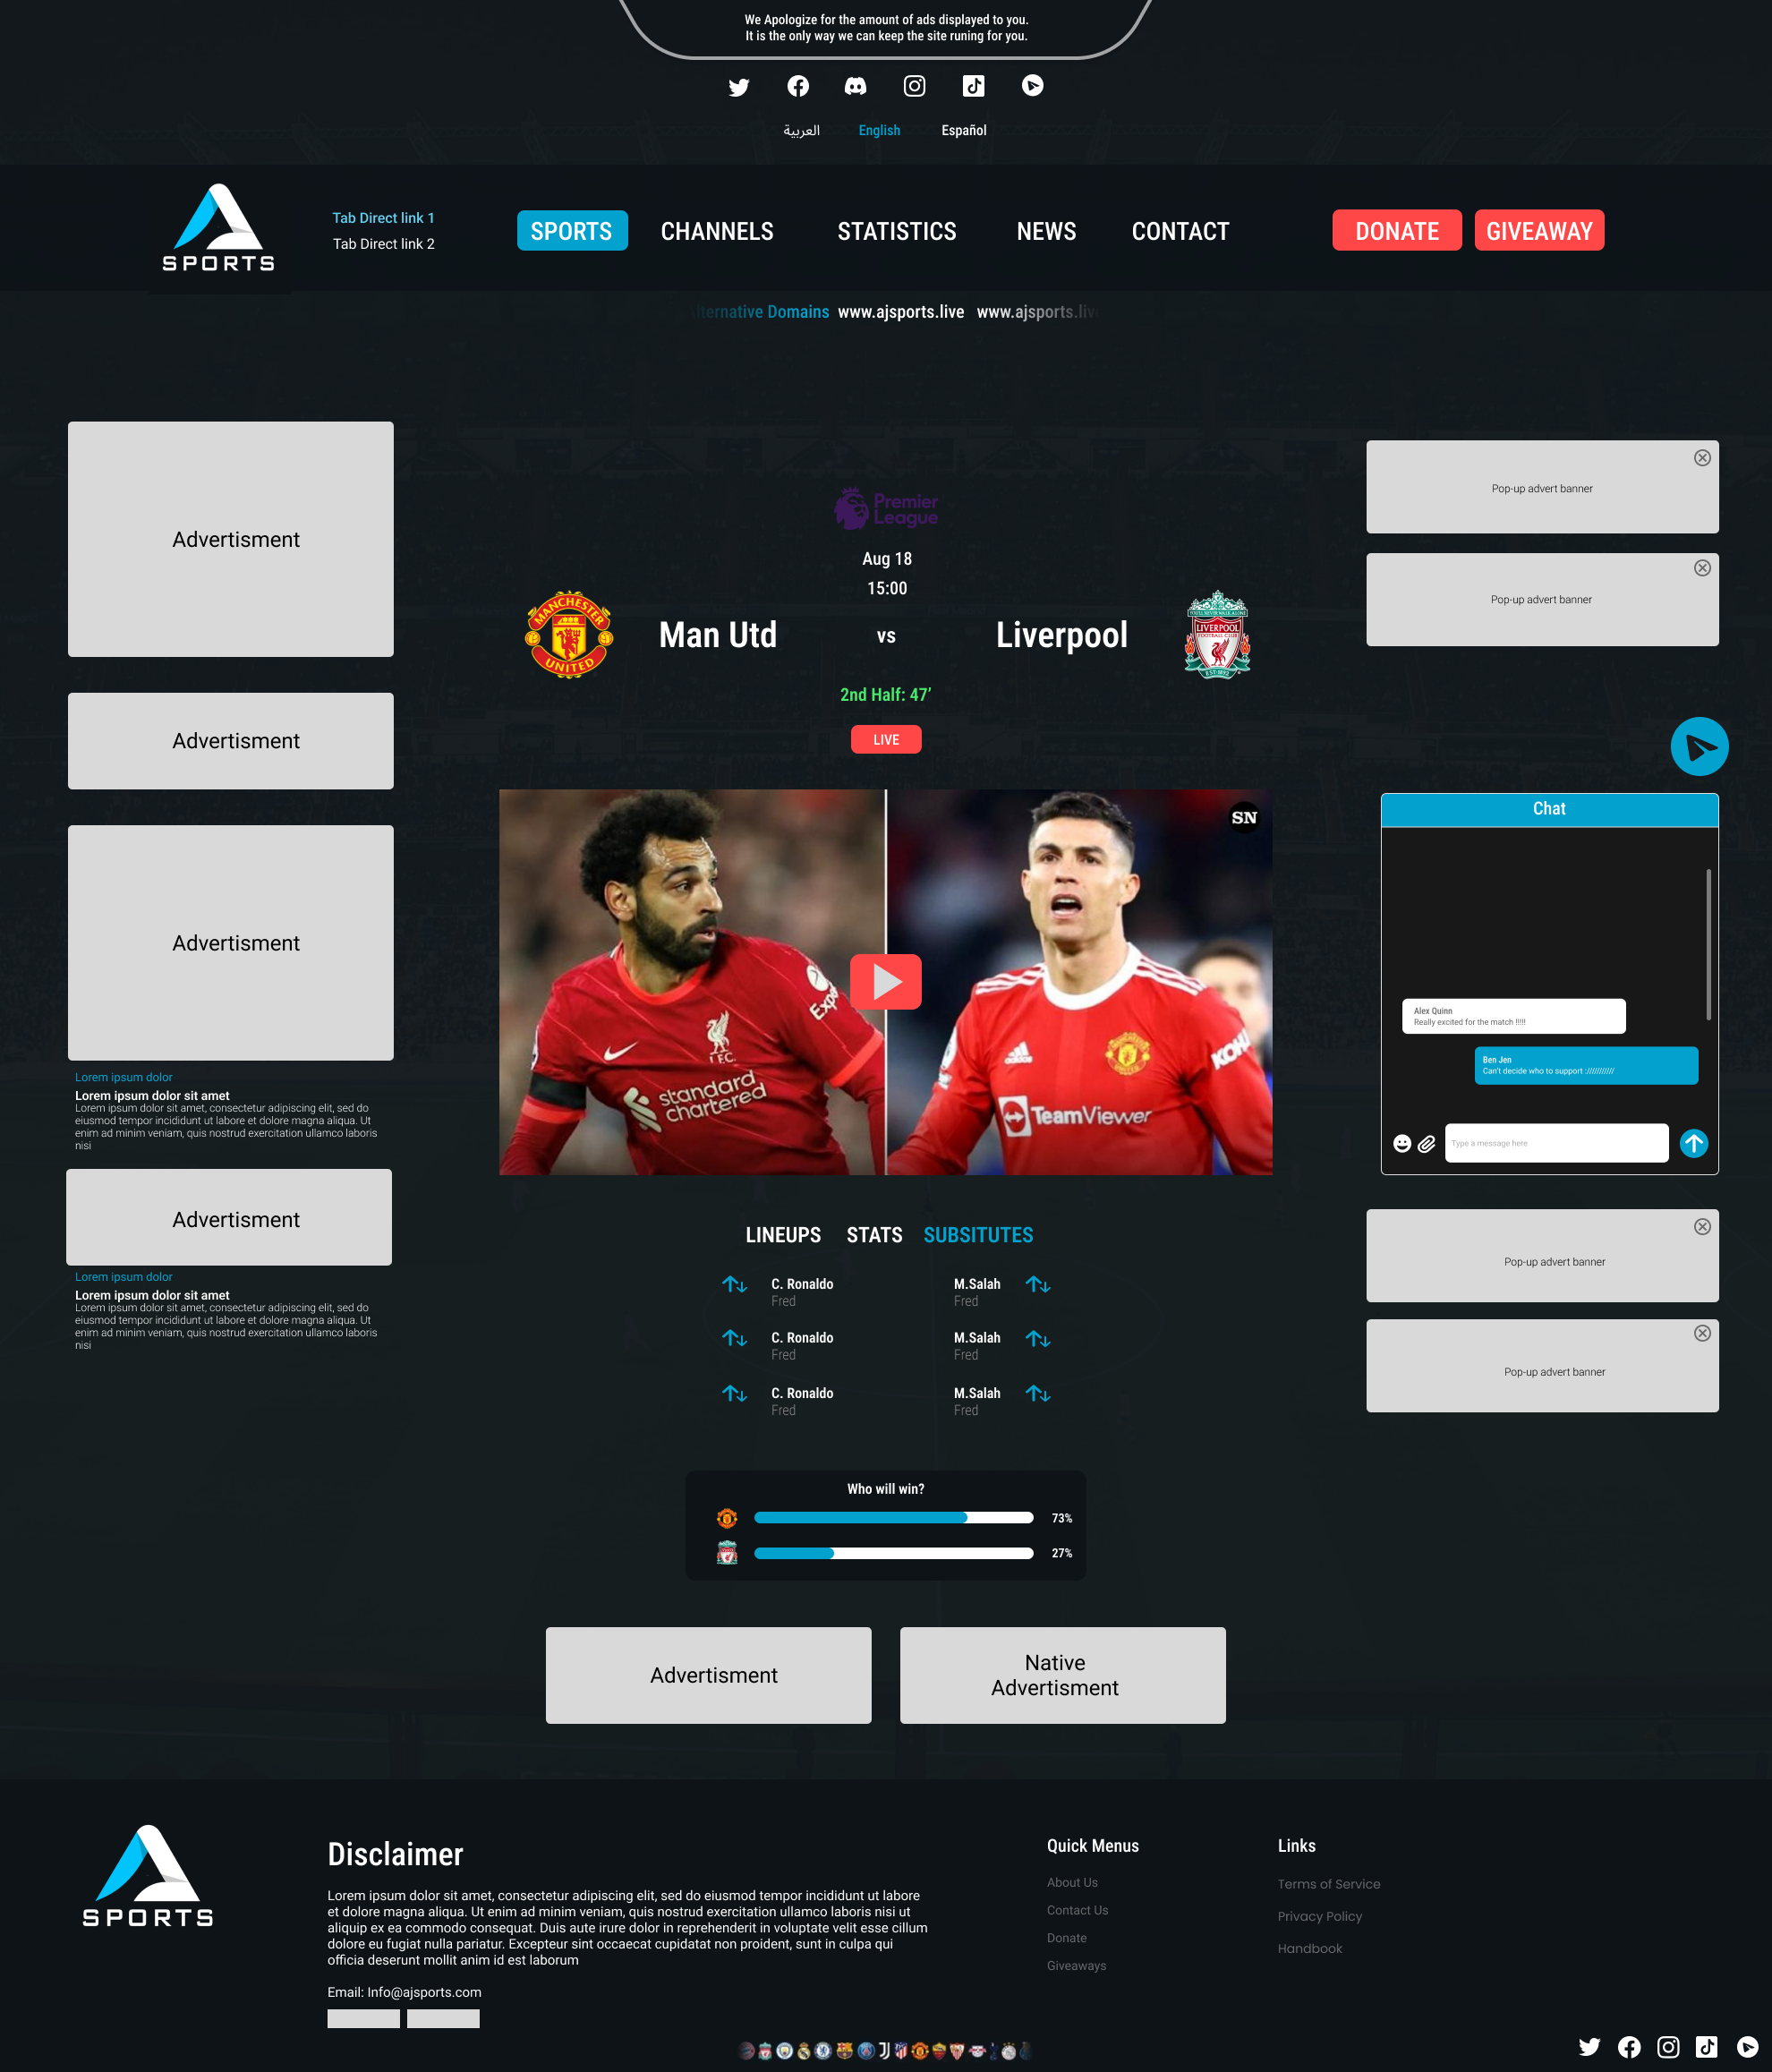 We Apologize for the amount of ads displayed to you.
It is the only way we can keep the site runing for you.
العربية English Español
SPORTS
Tab Direct link 1
Tab Direct link 2
SPORTS CHANNELS STATISTICS NEWS CONTACT
DONATE GIVEAWAY
lternative Domains www.ajsports.live www.ajsports.liv
Advertisment
Advertisment
Advertisment
Lorem ipsum dolor
Lorem ipsum dolor sit amet
Lorem ipsum dolor sit amet, consectetur adipiscing elit, sed do
eiusmod tempor incididunt ut labore et dolore magna aliqua. Ut
enim ad minim veniam, quis nostrud exercitation ullamco laboris
nisi
Advertisment
Lorem ipsum dolor
Lorem ipsum dolor sit amet
Lorem ipsum dolor sit amet, consectetur adipiscing elit, sed do
eiusmod tempor incididunt ut labore et dolore magna aliqua. Ut
enim ad minim veniam, quis nostrud exercitation ullamco laboris
nisi
Premier
League
Aug 18
15:00
MANCHESTER
UNITED
Man Utd
vs
Liverpool
LIVERPOOL
FOOTBALL CLUB
EST·1892
2nd Half: 47’
LIVE
SN
Expo
L.F.C.
standard
chartered
TeamViewer
KOH
LINEUPS STATS SUBSITUTES
C. Ronaldo M.Salah
Fred Fred
C. Ronaldo M.Salah
Fred Fred
C. Ronaldo M.Salah
Fred Fred
Who will win?
73%
27%
Advertisment
Native
Advertisment
Pop-up advert banner
Pop-up advert banner
Chat
Alex Quinn
Really excited for the match !!!!!
Ben Jen
Can't decide who to support :///////////
Type a message here
Pop-up advert banner
Pop-up advert banner
SPORTS
Disclaimer
Lorem ipsum dolor sit amet, consectetur adipiscing elit, sed do eiusmod tempor incididunt ut labore
et dolore magna aliqua. Ut enim ad minim veniam, quis nostrud exercitation ullamco laboris nisi ut
aliquip ex ea commodo consequat. Duis aute irure dolor in reprehenderit in voluptate velit esse cillum
dolore eu fugiat nulla pariatur. Excepteur sint occaecat cupidatat non proident, sunt in culpa qui
officia deserunt mollit anim id est laborum
Email: Info@ajsports.com
Quick Menus
About Us
Contact Us
Donate
Giveaways
Links
Terms of Service
Privacy Policy
Handbook